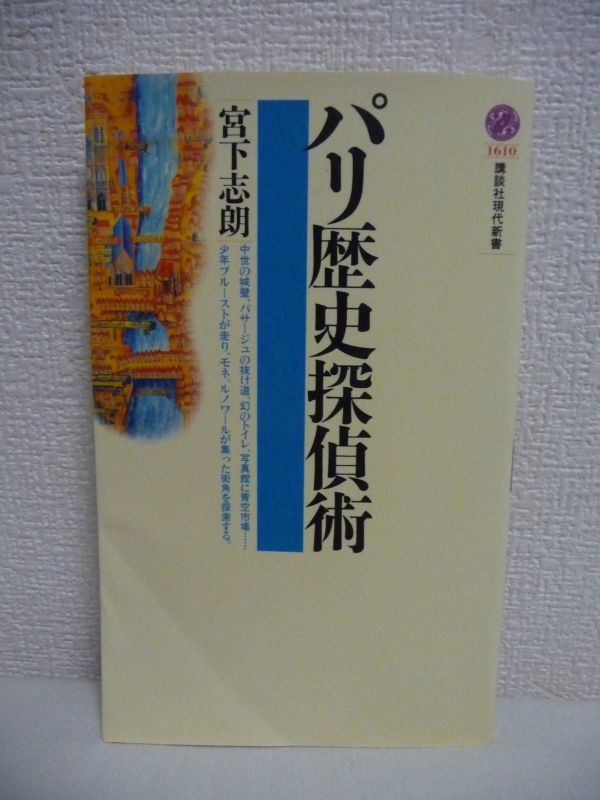 1610
講談社現代新書
パリ歴史探偵術
宮下志朗
中世の城壁、パサージュの抜け道、幻のトイレ、写真館に青空市場……
少年プルーストが走り、モネ、ルノワールが集った街角を探索する。